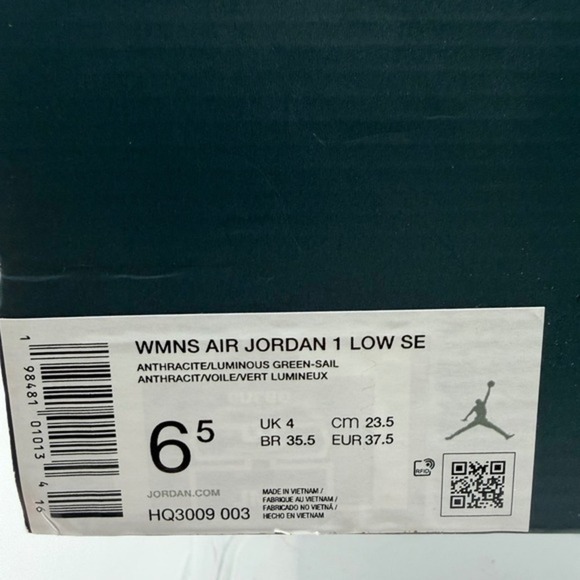 WMNS AIR JORDAN 1 LOW SE
ANTHRACITE/LUMINOUS GREEN-SAIL
ANTHRACIT/VOILE/VERT LUMINEUX
6 5
UK 4 cm 23.5
BR 35.5 EUR 37.5
RFID
JORDAN.COM
HQ3009 003
MADE IN VIETNAM /
FABRIQUE AU VIETNAM /
FABRICADO NO VIETNÃ /
HECHO EN VIETNAM
1 98481 01013 4 16